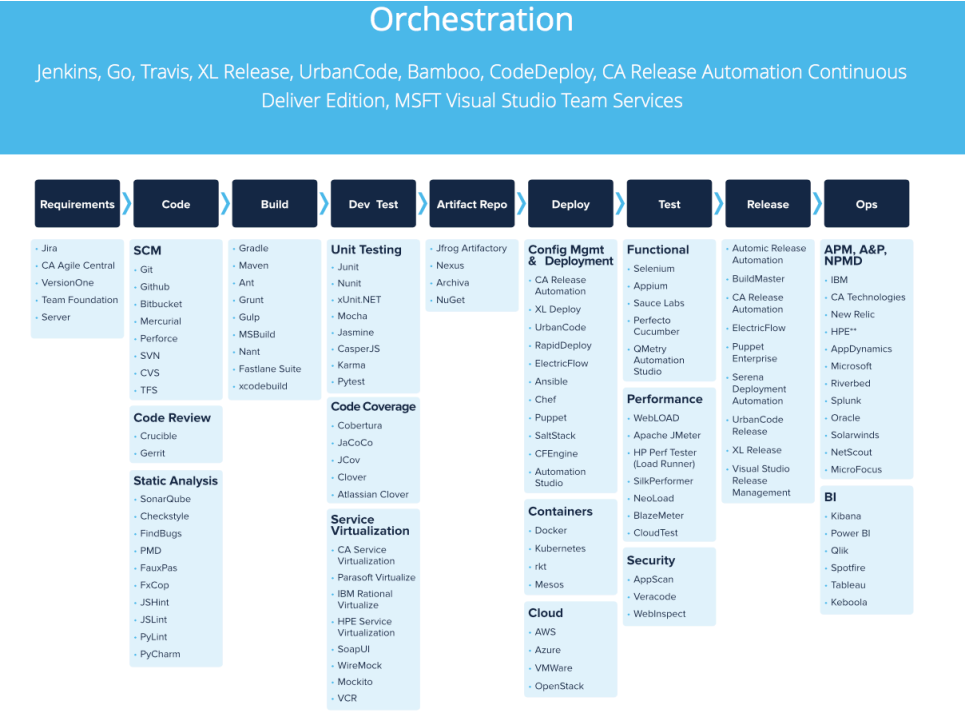 Orchestration
Jenkins, Go, Travis, XL Release, UrbanCode, Bamboo, CodeDeploy, CA Release Automation Continuous
Deliver Edition, MSFT Visual Studio Team Services
Requirements
Code
Build
Dev Test
Artifact Repo
Deploy
Test
Release
Ops
Jira
CA Agile Central
VersionOne
Team Foundation
Server
SCM
Git
Github
Bitbucket
Mercurial
Perforce
SVN
CVS
TFS
Code Review
Crucible
Gerrit
Static Analysis
SonarQube
Checkstyle
FindBugs
PMD
FauxPas
FxCop
JSHint
JSLint
PyLint
PyCharm
Gradle
Maven
Ant
Grunt
Gulp
MSBuild
Nant
Fastlane Suite
xcodebuild
Unit Testing
Junit
Nunit
xUnit.NET
Mocha
Jasmine
CasperJS
Karma
Pytest
Code Coverage
Cobertura
JaCoCo
JCov
Clover
Atlassian Clover
Service
Virtualization
CA Service
Virtualization
Parasoft Virtualize
IBM Rational
Virtualize
HPE Service
Virtualization
SoapUI
WireMock
Mockito
VCR
Jfrog Artifactory
Nexus
Archiva
NuGet
Config Mgmt
& Deployment
CA Release
Automation
XL Deploy
UrbanCode
RapidDeploy
ElectricFlow
Ansible
Chef
Puppet
SaltStack
CFEngine
Automation
Studio
Containers
Docker
Kubernetes
rkt
Mesos
Cloud
AWS
Azure
VMWare
OpenStack
Functional
Selenium
Appium
Sauce Labs
Perfecto
Cucumber
QMetry
Automation
Studio
Performance
WebLOAD
Apache JMeter
HP Perf Tester
(Load Runner)
SilkPerformer
NeoLoad
BlazeMeter
CloudTest
Security
AppScan
Veracode
WebInspect
Automic Release
Automation
BuildMaster
CA Release
Automation
ElectricFlow
Puppet
Enterprise
Serena
Deployment
Automation
UrbanCode
Release
XL Release
Visual Studio
Release
Management
APM, A&P,
NPMD
IBM
CA Technologies
New Relic
HPE**
AppDynamics
Microsoft
Riverbed
Splunk
Oracle
Solarwinds
NetScout
MicroFocus
BI
Kibana
Power BI
Qlik
Spotfire
Tableau
Keboola